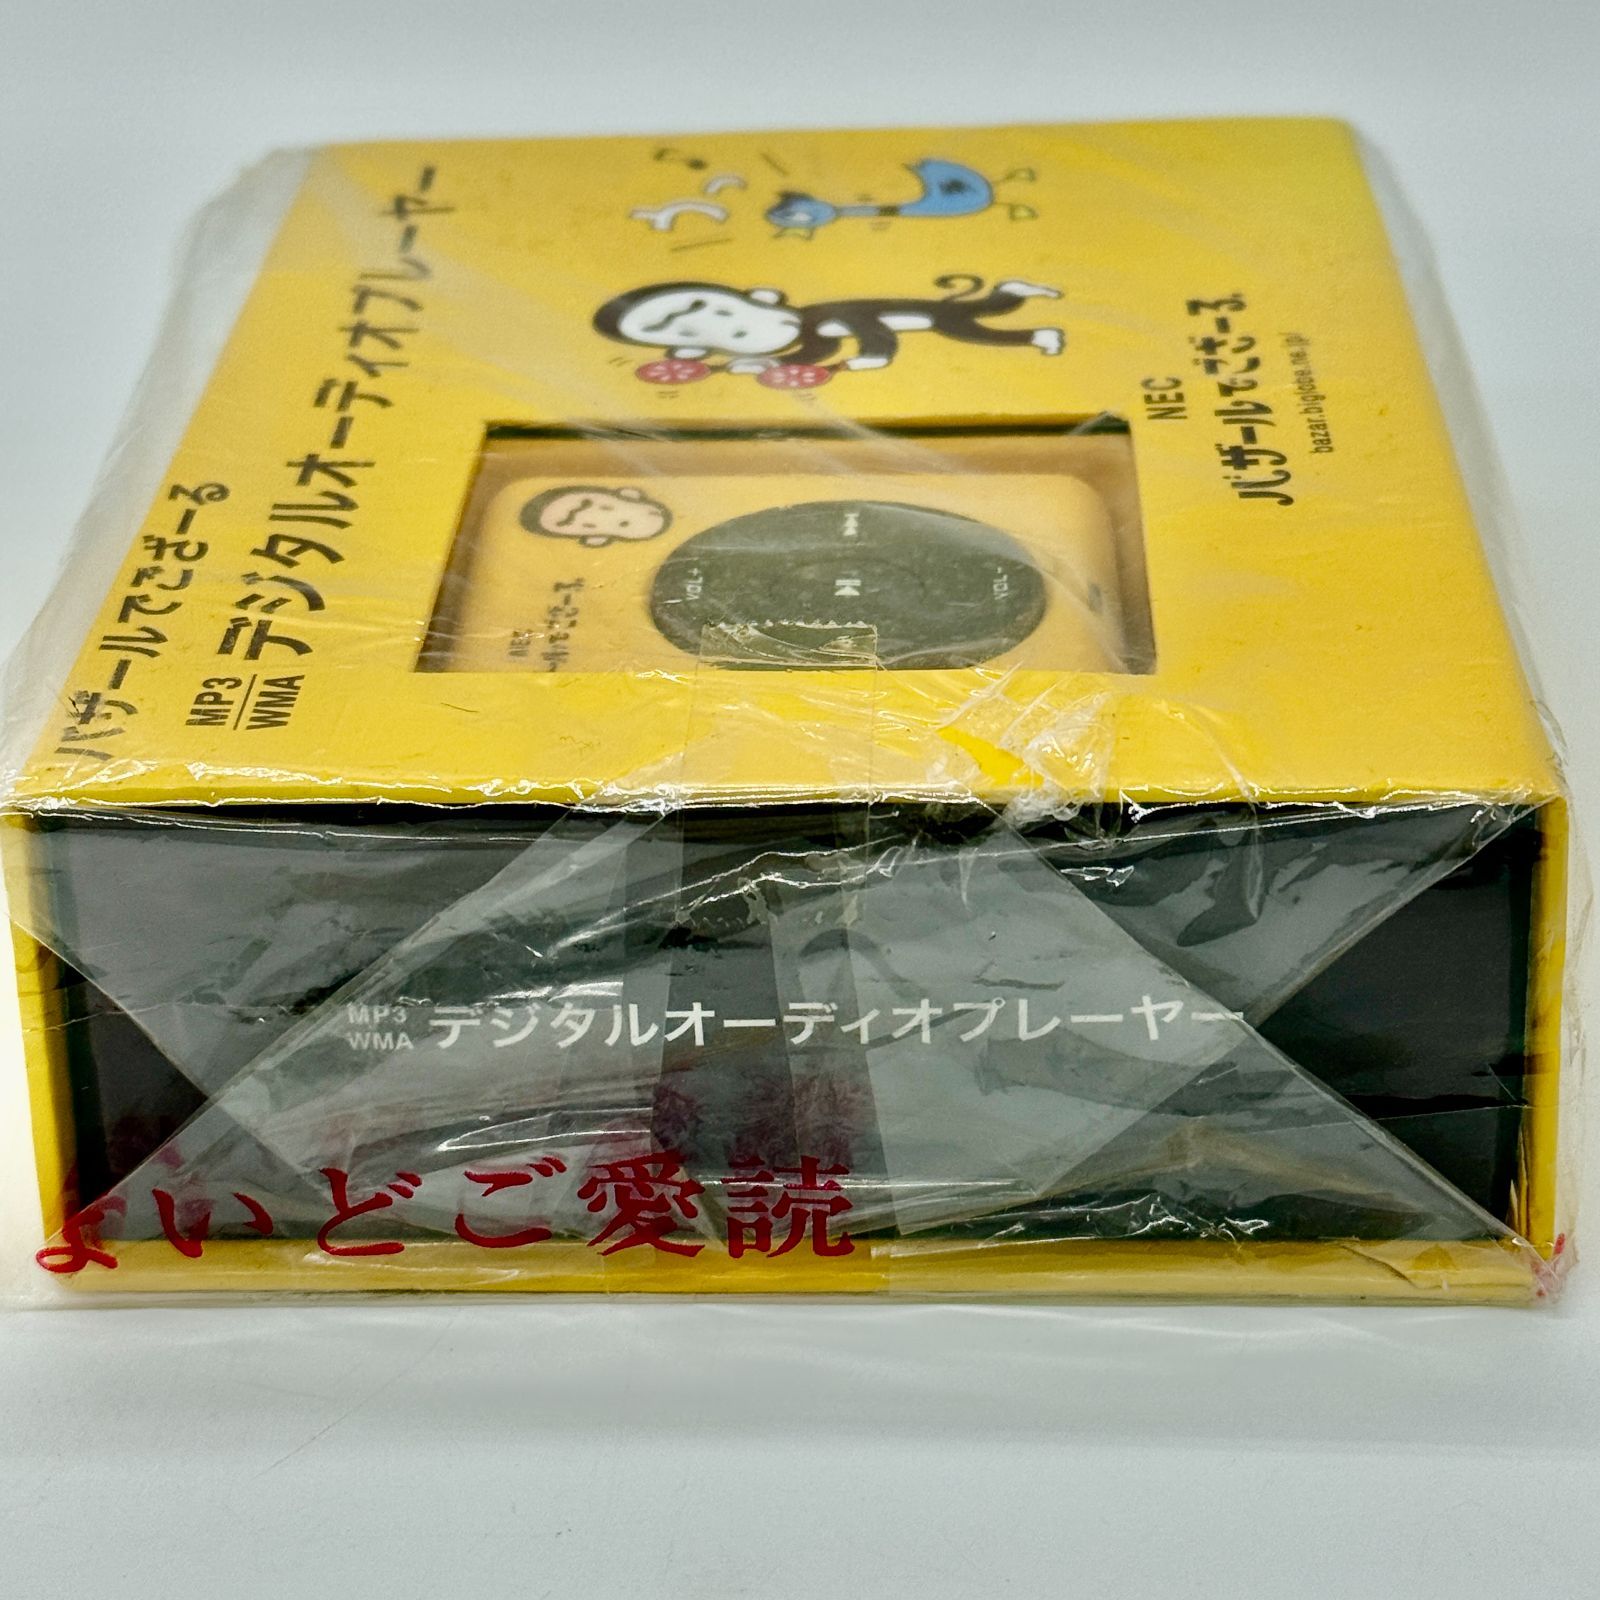 バザールでござーる
MP3
WMA
デジタルオーディオプレーヤー
NEC
バザールでござーる
bazar.biglobe.ne.jp/
VOL+
VOL-
NEC
MP3
WMA
デジタルオーディオプレーヤー
よいどご愛読